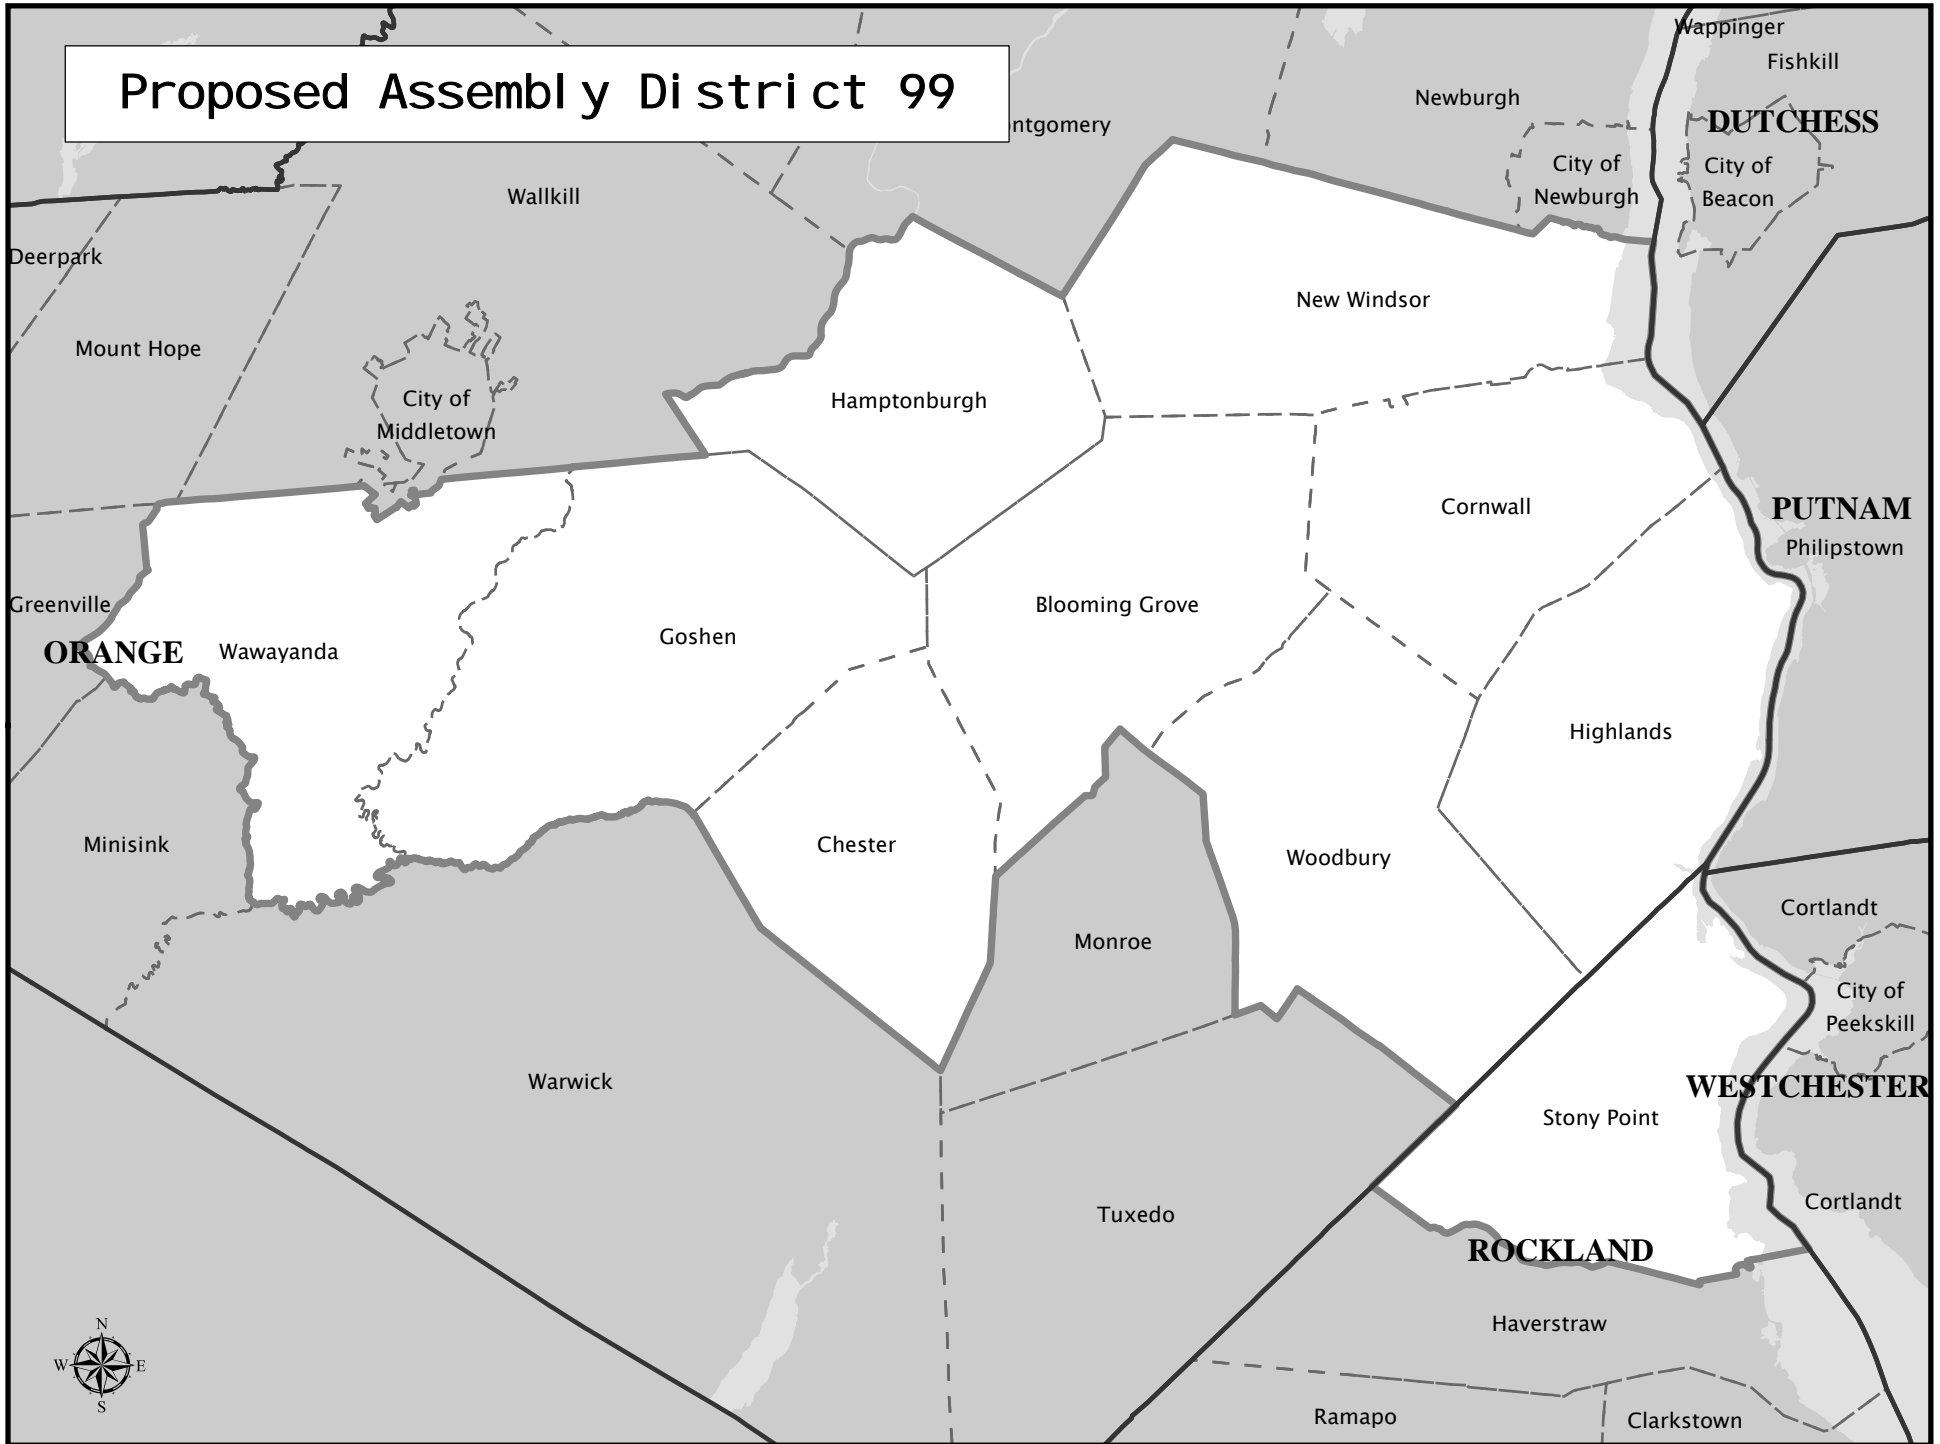 Proposed Assembly District 99
Wappinger
Fishkill
Newburgh
DUTCHESS
ntgomery
City of
Newburgh
City of
Beacon
Wallkill
Deerpark
New Windsor
Mount Hope
City of
Middletown
Hamptonburgh
Cornwall
PUTNAM
Philipstown
Greenville
Blooming Grove
Goshen
ORANGE
Wawayanda
Highlands
Minisink
Chester
Woodbury
Cortlandt
Monroe
City of
Peekskill
Warwick
WESTCHESTER
Stony Point
Cortlandt
Tuxedo
ROCKLAND
Haverstraw
N
W
E
S
Ramapo
Clarkstown